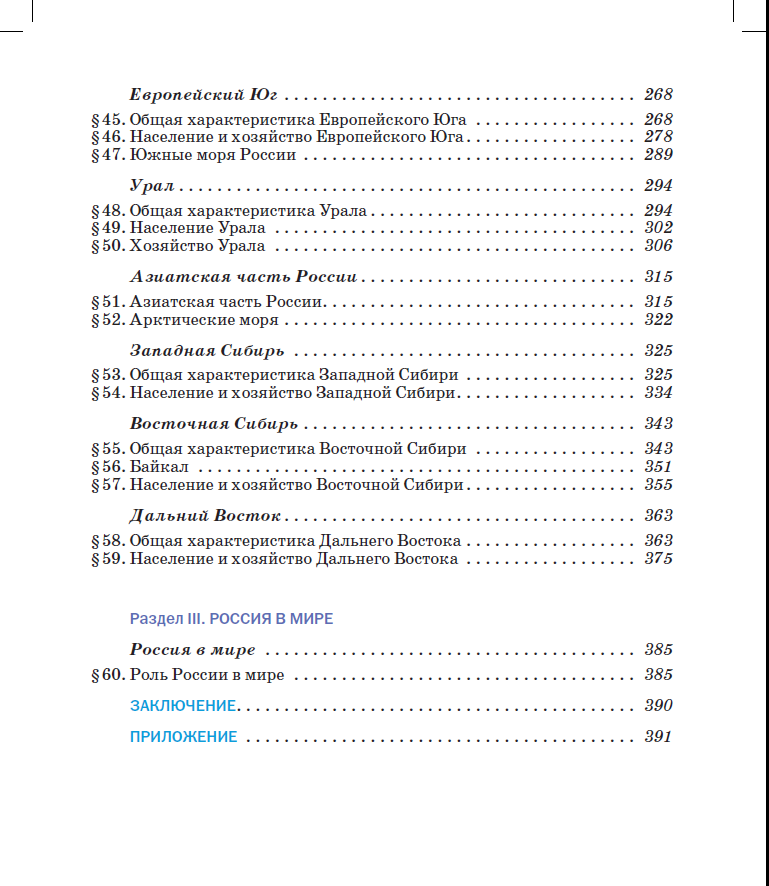 Европейский Юг . . . . . . . . . . . . . . . . . . . . . . . . . . . . . . . . . . . . . 268
§ 45. Общая характеристика Европейского Юга . . . . . . . . . . . . . . . . . 268
§ 46. Население и хозяйство Европейского Юга . . . . . . . . . . . . . . . . . . 278
§ 47. Южные моря России . . . . . . . . . . . . . . . . . . . . . . . . . . . . . . . . . . . 289
Урал . . . . . . . . . . . . . . . . . . . . . . . . . . . . . . . . . . . . . . . . . . . . . . . . 294
§ 48. Общая характеристика Урала . . . . . . . . . . . . . . . . . . . . . . . . . . . . 294
§ 49. Население Урала . . . . . . . . . . . . . . . . . . . . . . . . . . . . . . . . . . . . . . 302
§ 50. Хозяйство Урала . . . . . . . . . . . . . . . . . . . . . . . . . . . . . . . . . . . . . . 306
Азиатская часть России . . . . . . . . . . . . . . . . . . . . . . . . . . . . . 315
§ 51. Азиатская часть России. . . . . . . . . . . . . . . . . . . . . . . . . . . . . . . . . 315
§ 52. Арктические моря . . . . . . . . . . . . . . . . . . . . . . . . . . . . . . . . . . . . . 322
Западная Сибирь . . . . . . . . . . . . . . . . . . . . . . . . . . . . . . . . . . . . 325
§ 53. Общая характеристика Западной Сибири . . . . . . . . . . . . . . . . . . 325
§ 54. Население и хозяйство Западной Сибири. . . . . . . . . . . . . . . . . . . 334
Восточная Сибирь . . . . . . . . . . . . . . . . . . . . . . . . . . . . . . . . . . . 343
§ 55. Общая характеристика Восточной Сибири . . . . . . . . . . . . . . . . . 343
§ 56. Байкал . . . . . . . . . . . . . . . . . . . . . . . . . . . . . . . . . . . . . . . . . . . . . . 351
§ 57. Население и хозяйство Восточной Сибири . . . . . . . . . . . . . . . . . . 355
Дальний Восток . . . . . . . . . . . . . . . . . . . . . . . . . . . . . . . . . . . . . 363
§ 58. Общая характеристика Дальнего Востока . . . . . . . . . . . . . . . . . . 363
§ 59. Население и хозяйство Дальнего Востока . . . . . . . . . . . . . . . . . . 375
Раздел III. РОССИЯ В МИРЕ
Россия в мире . . . . . . . . . . . . . . . . . . . . . . . . . . . . . . . . . . . . . . . 385
§ 60. Роль России в мире . . . . . . . . . . . . . . . . . . . . . . . . . . . . . . . . . . . . 385
ЗАКЛЮЧЕНИЕ. . . . . . . . . . . . . . . . . . . . . . . . . . . . . . . . . . . . . . . . . . 390
ПРИЛОЖЕНИЕ . . . . . . . . . . . . . . . . . . . . . . . . . . . . . . . . . . . . . . . . . 391